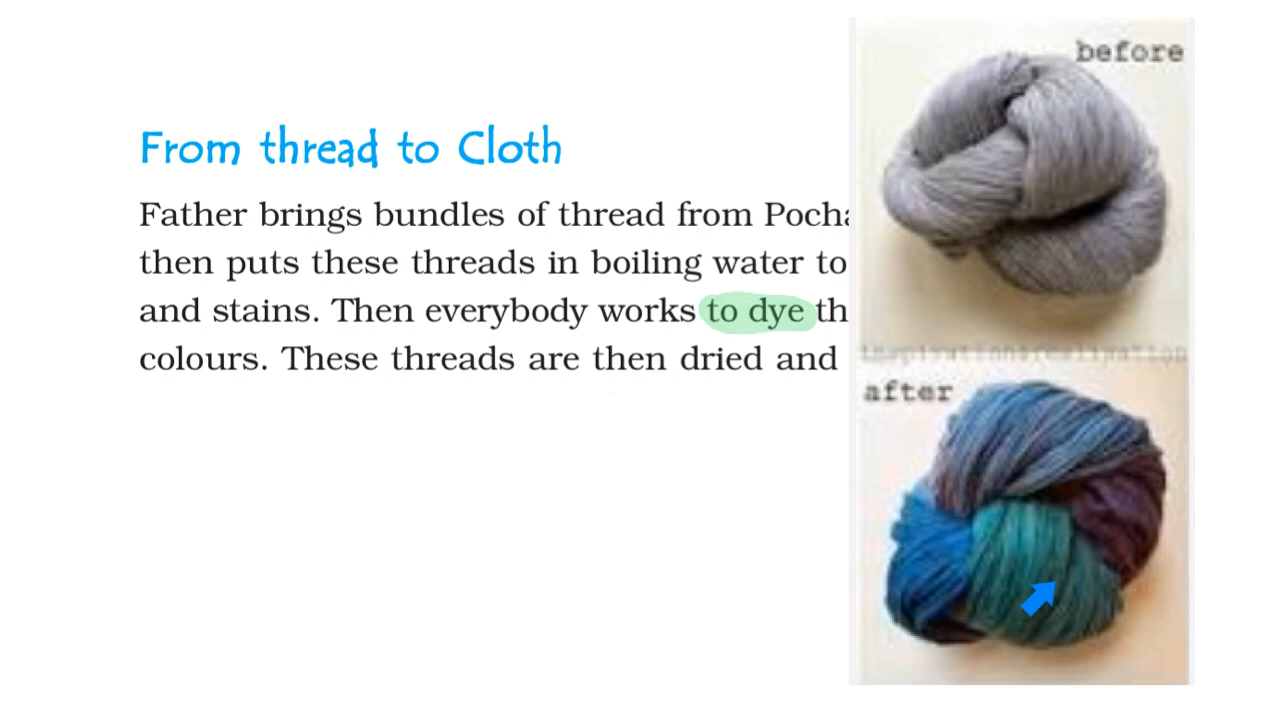 From thread to Cloth
Father brings bundles of thread from
then puts these threads in boiling water to
and stains. Then everybody works to dye
colours. These threads are then dried and
before
after